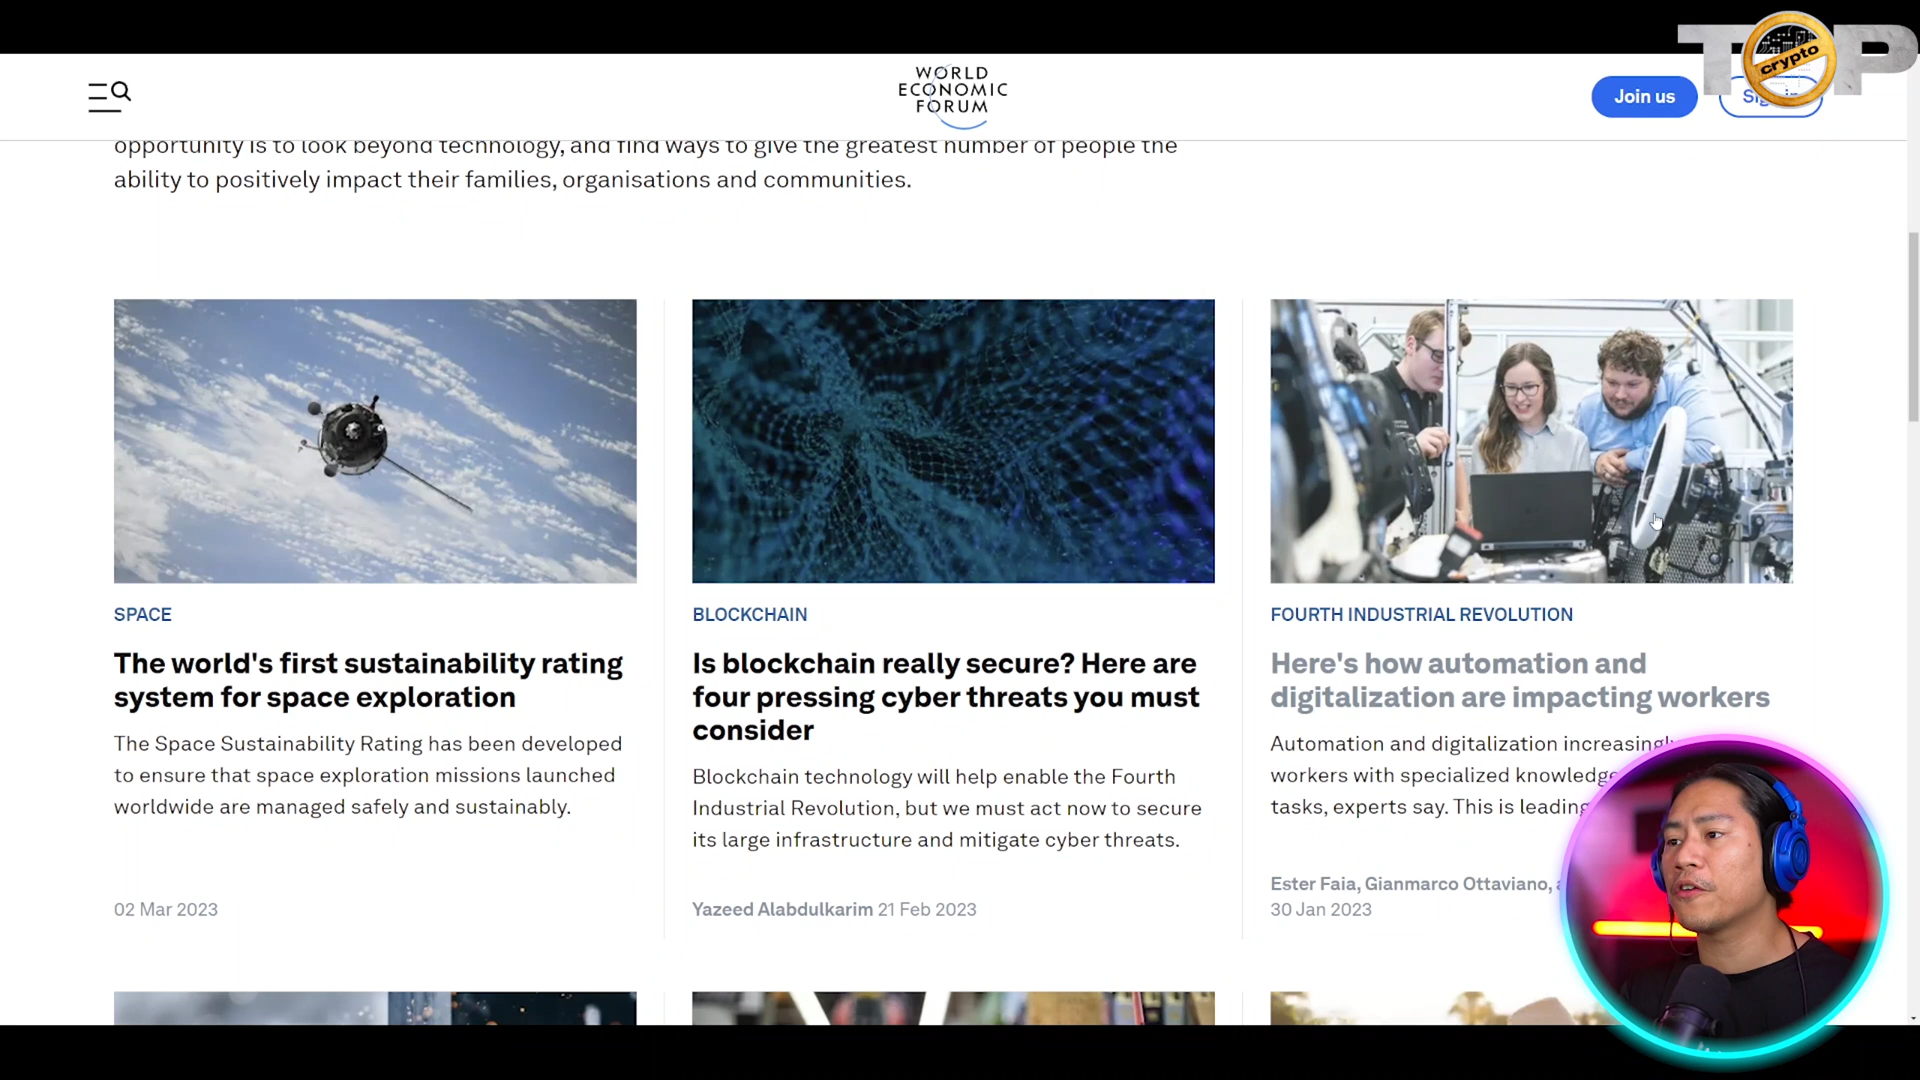 TOP
crypto
WORLD
ECONOMIC
FORUM
Join us
opportunity is to look beyond technology, and find ways to give the greatest number of people the
ability to positively impact their families, organisations and communities.
SPACE
The world's first sustainability rating
system for space exploration
The Space Sustainability Rating has been developed
to ensure that space exploration missions launched
worldwide are managed safely and sustainably.
02 Mar 2023
BLOCKCHAIN
Is blockchain really secure? Here are
four pressing cyber threats you must
consider
Blockchain technology will help enable the Fourth
Industrial Revolution, but we must act now to secure
its large infrastructure and mitigate cyber threats.
Yazeed Alabdulkarim 21 Feb 2023
FOURTH INDUSTRIAL REVOLUTION
Here's how automation and
digitalization are impacting workers
Automation and digitalization increasingly
workers with specialized knowledge
tasks, experts say. This is leading
Ester Faia, Gianmarco Ottaviano,
30 Jan 2023